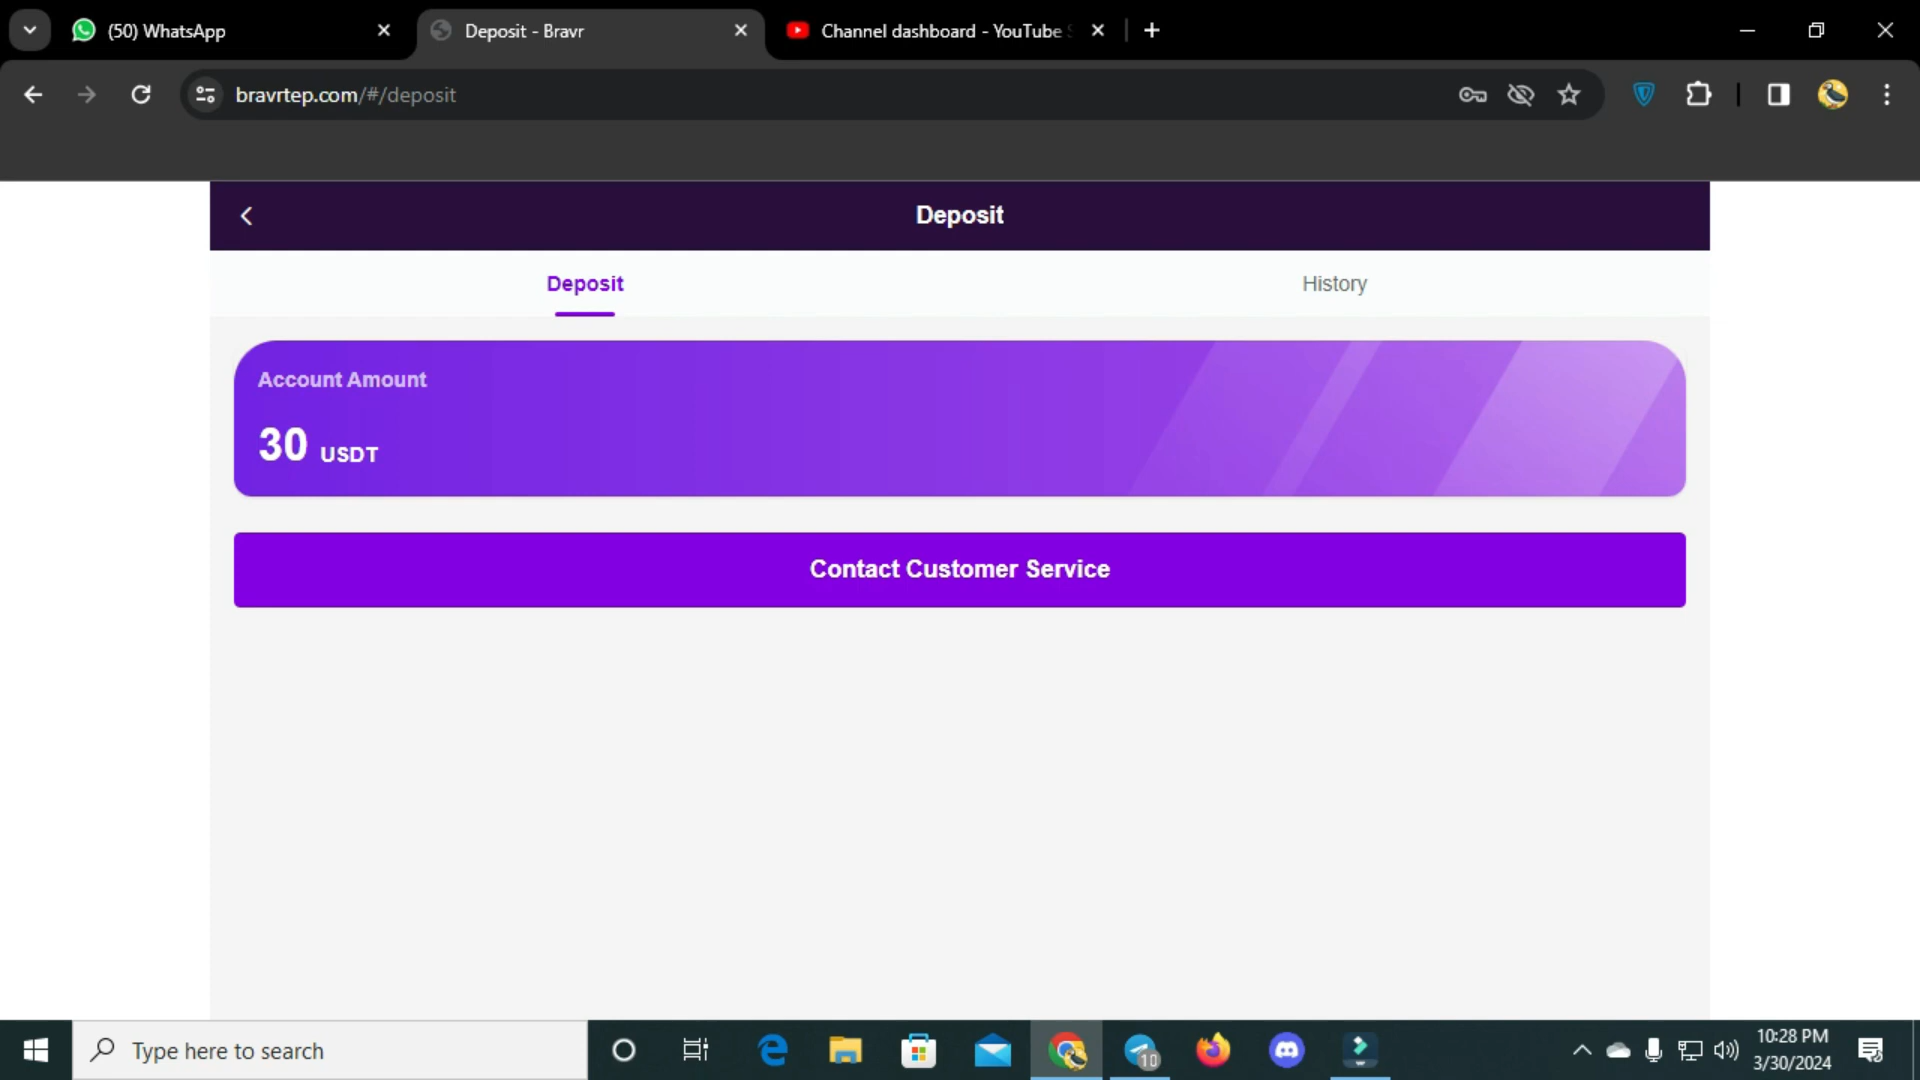 (50) WhatsApp
Deposit - Bravr
Channel dashboard - YouTube
bravrtep.com/#/deposit
Deposit
Deposit
History
Account Amount
30 USDT
Contact Customer Service
Type here to search
10
10:28 PM
3/30/2024